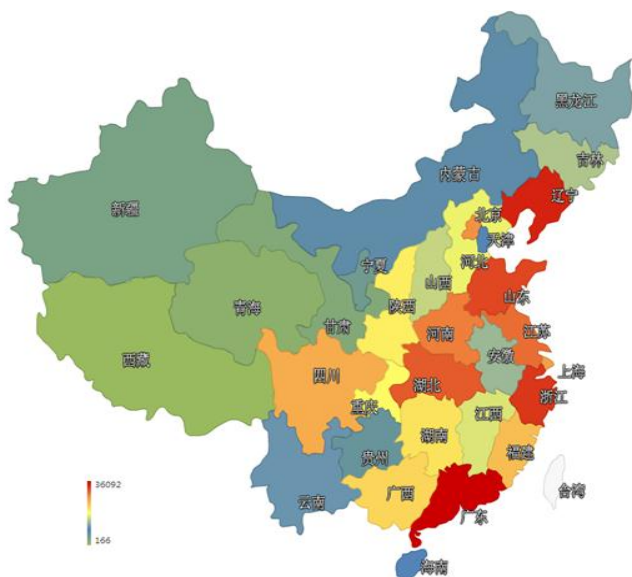 黑龙江
吉林
辽宁
内蒙古
北京
天津
新疆
宁夏
河北
山西
山东
青海
陕西
甘肃
河南
江苏
西藏
安徽
四川
上海
湖北
浙江
重庆
江西
湖南
福建
贵州
云南
广西
台湾
广东
海南
36092
166